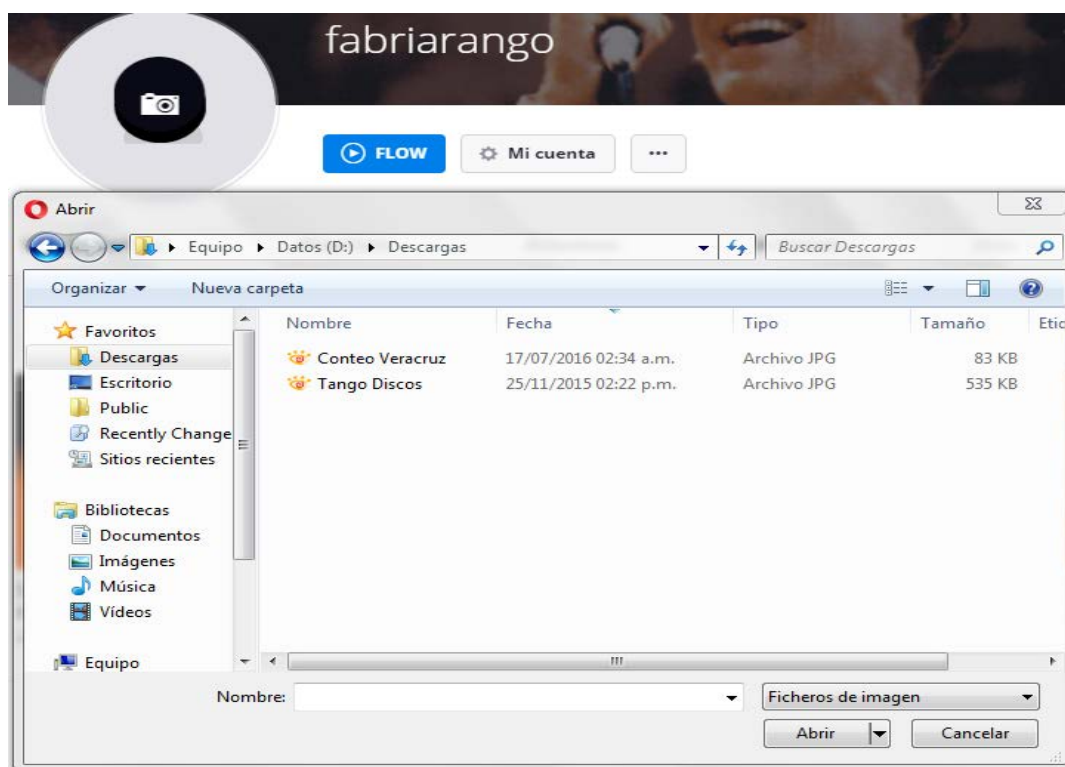 fabriarango
FLOW
Mi cuenta
...
Abrir
Equipo Datos (D:) Descargas
Buscar Descargas
Organizar Nueva carpeta
Nombre Fecha Tipo Tamaño Etic
Favoritos
Descargas
Escritorio
Public
Recently Change
Sitios recientes
Bibliotecas
Documentos
Imágenes
Música
Vídeos
Equipo
Conteo Veracruz 17/07/2016 02:34 a.m. Archivo JPG 83 KB
Tango Discos 25/11/2015 02:22 p.m. Archivo JPG 535 KB
Nombre:
Ficheros de imagen
Abrir
Cancelar